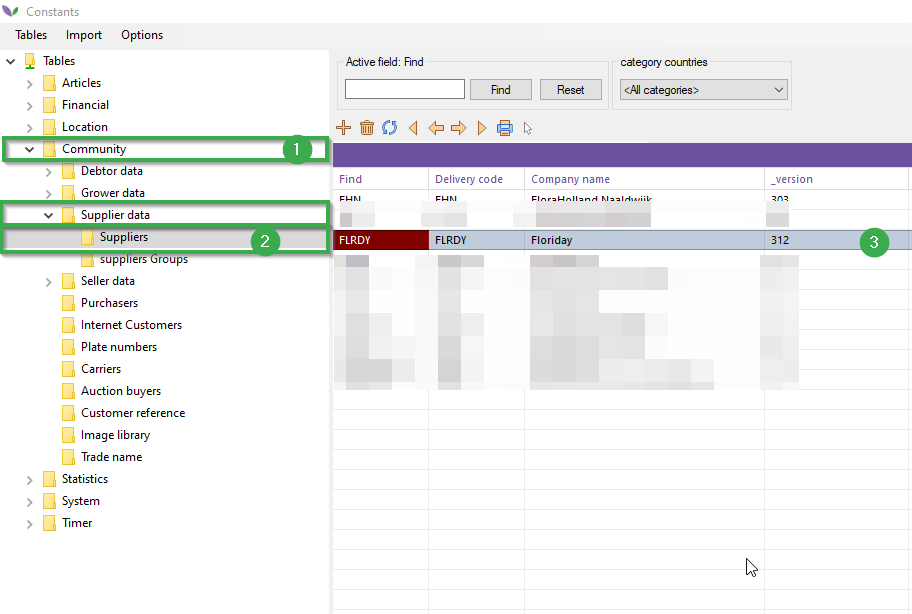 Constants
Tables Import Options
Tables
Articles
Financial
Location
Community 1
Debtor data
Grower data
Supplier data
Suppliers 2
suppliers Groups
Seller data
Purchasers
Internet Customers
Plate numbers
Carriers
Auction buyers
Customer reference
Image library
Trade name
Statistics
System
Timer
Active field: Find
Find Reset
category countries
<All categories>
Find Delivery code Company name _version
FHN FHN FloraHolland Naaldwijk 303
FLRDY FLRDY Floriday 312 3